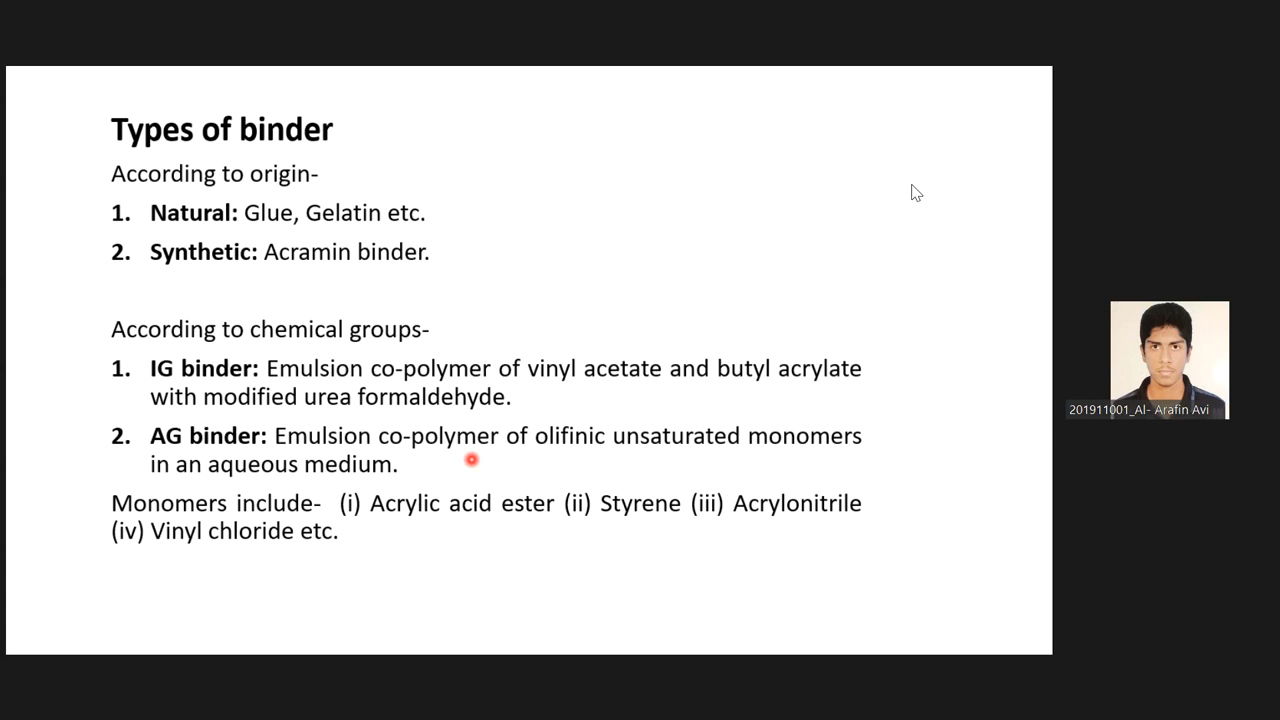 Types of binder
According to origin-
1. Natural: Glue, Gelatin etc.
2. Synthetic: Acramin binder.
According to chemical groups-
1. IG binder: Emulsion co-polymer of vinyl acetate and butyl acrylate
with modified urea formaldehyde.
2. AG binder: Emulsion co-polymer of olifinic unsaturated monomers
in an aqueous medium.
Monomers include- (i) Acrylic acid ester (ii) Styrene (iii) Acrylonitrile
(iv) Vinyl chloride etc.
201911001_Al- Arafin Avi